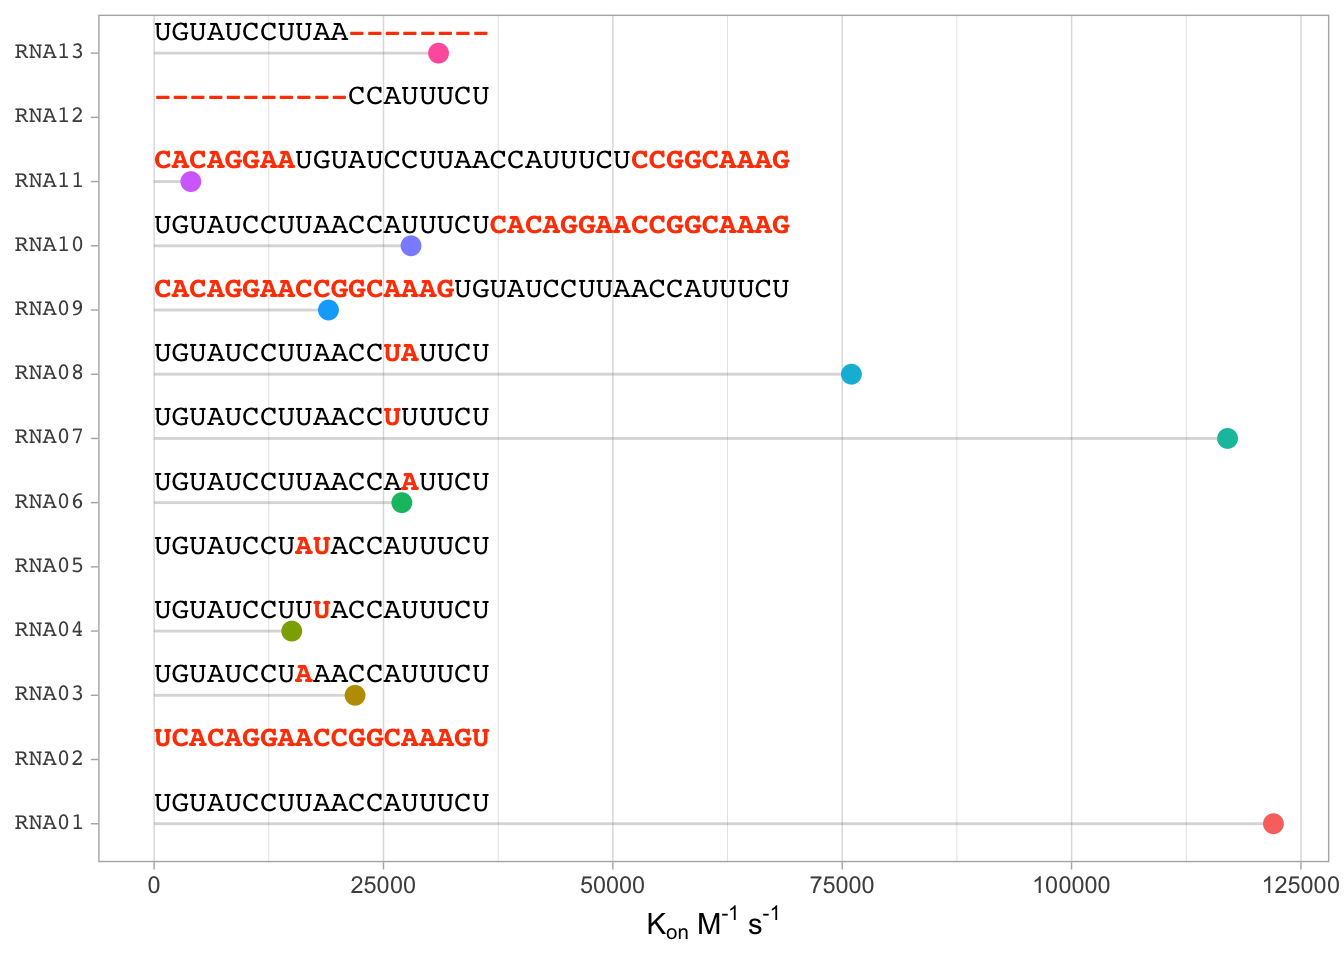 UGUAUCCUUAA--------
RNA13
-----------CCAUUUCU
RNA12
CACAGGAAUGUAUCCUUAACCAUUUCUCCGGCAAAG
RNA11
UGUAUCCUUAACCAUUUCUCACAGGAACCGGCAAAG
RNA10
CACAGGAACCGGCAAAGUGUAUCCUUAACCAUUUCU
RNA09
UGUAUCCUUAACCUAUUCU
RNA08
UGUAUCCUUAACCUUUUCU
RNA07
UGUAUCCUUAACCAAUUCU
RNA06
UGUAUCCUAUACCAUUUCU
RNA05
UGUAUCCUUUACCAUUUCU
RNA04
UGUAUCCUAAACCAUUUCU
RNA03
UCACAGGAACCGGCAAAGU
RNA02
UGUAUCCUUAACCAUUUCU
RNA01
0 25000 50000 75000 100000 125000
Kon M-1 s-1